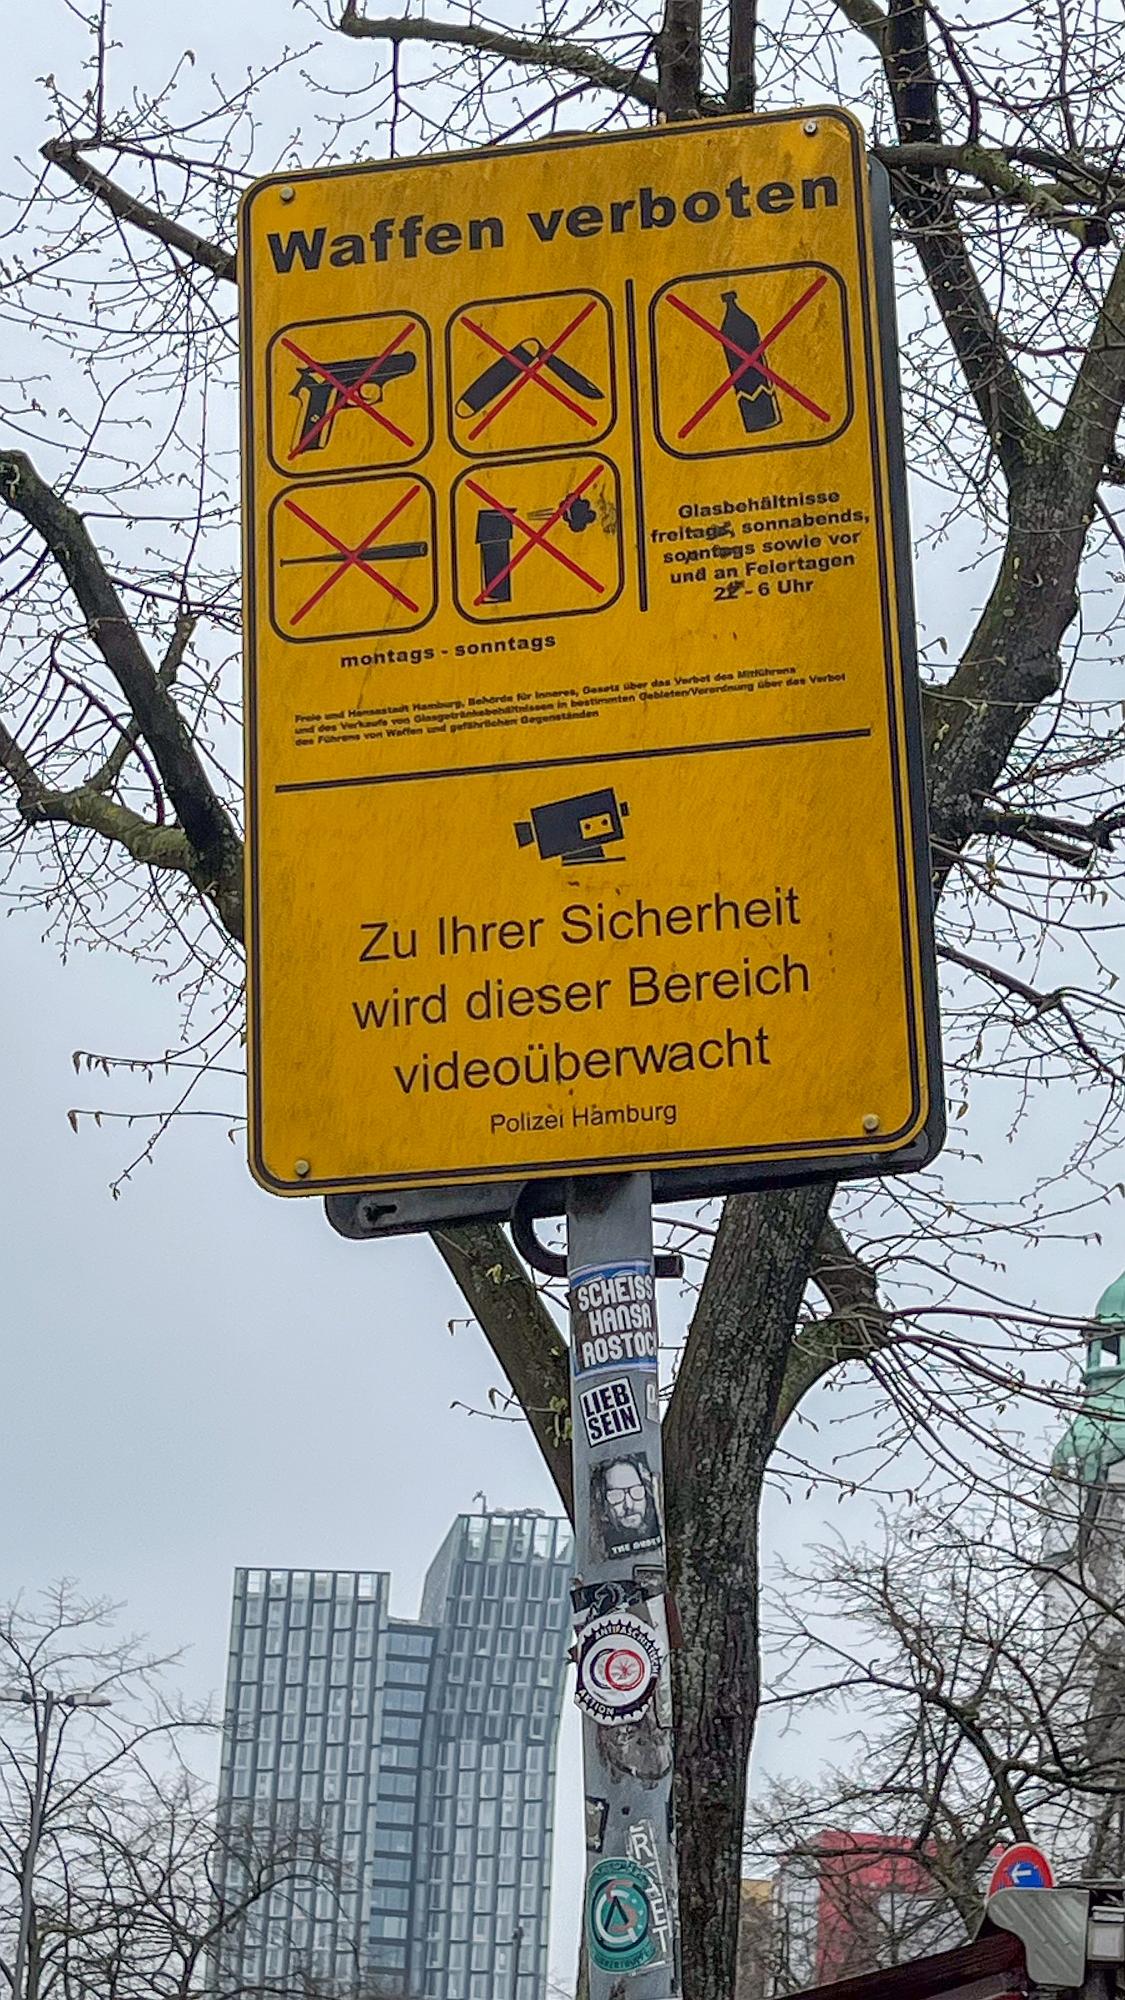 Waffen verboten
Glasbehältnisse
freitags, sonnabends,
sonntags sowie vor
und an Feiertagen
22 - 6 Uhr
montags - sonntags
Freie und Hansestadt Hamburg, Behörde für Inneres, Gesetz über das Verbot des Mitführens
und des Verkaufs von Glasgetränkebehältnissen in bestimmten Gebieten/Verordnung über das Verbot
des Führens von Waffen und gefährlichen Gegenständen
Zu Ihrer Sicherheit
wird dieser Bereich
videoüberwacht
Polizei Hamburg
SCHEISS
HANSA
ROSTOCK
LIEB
SEIN
THE
ANTIFASCHISTISCHE
AKTION